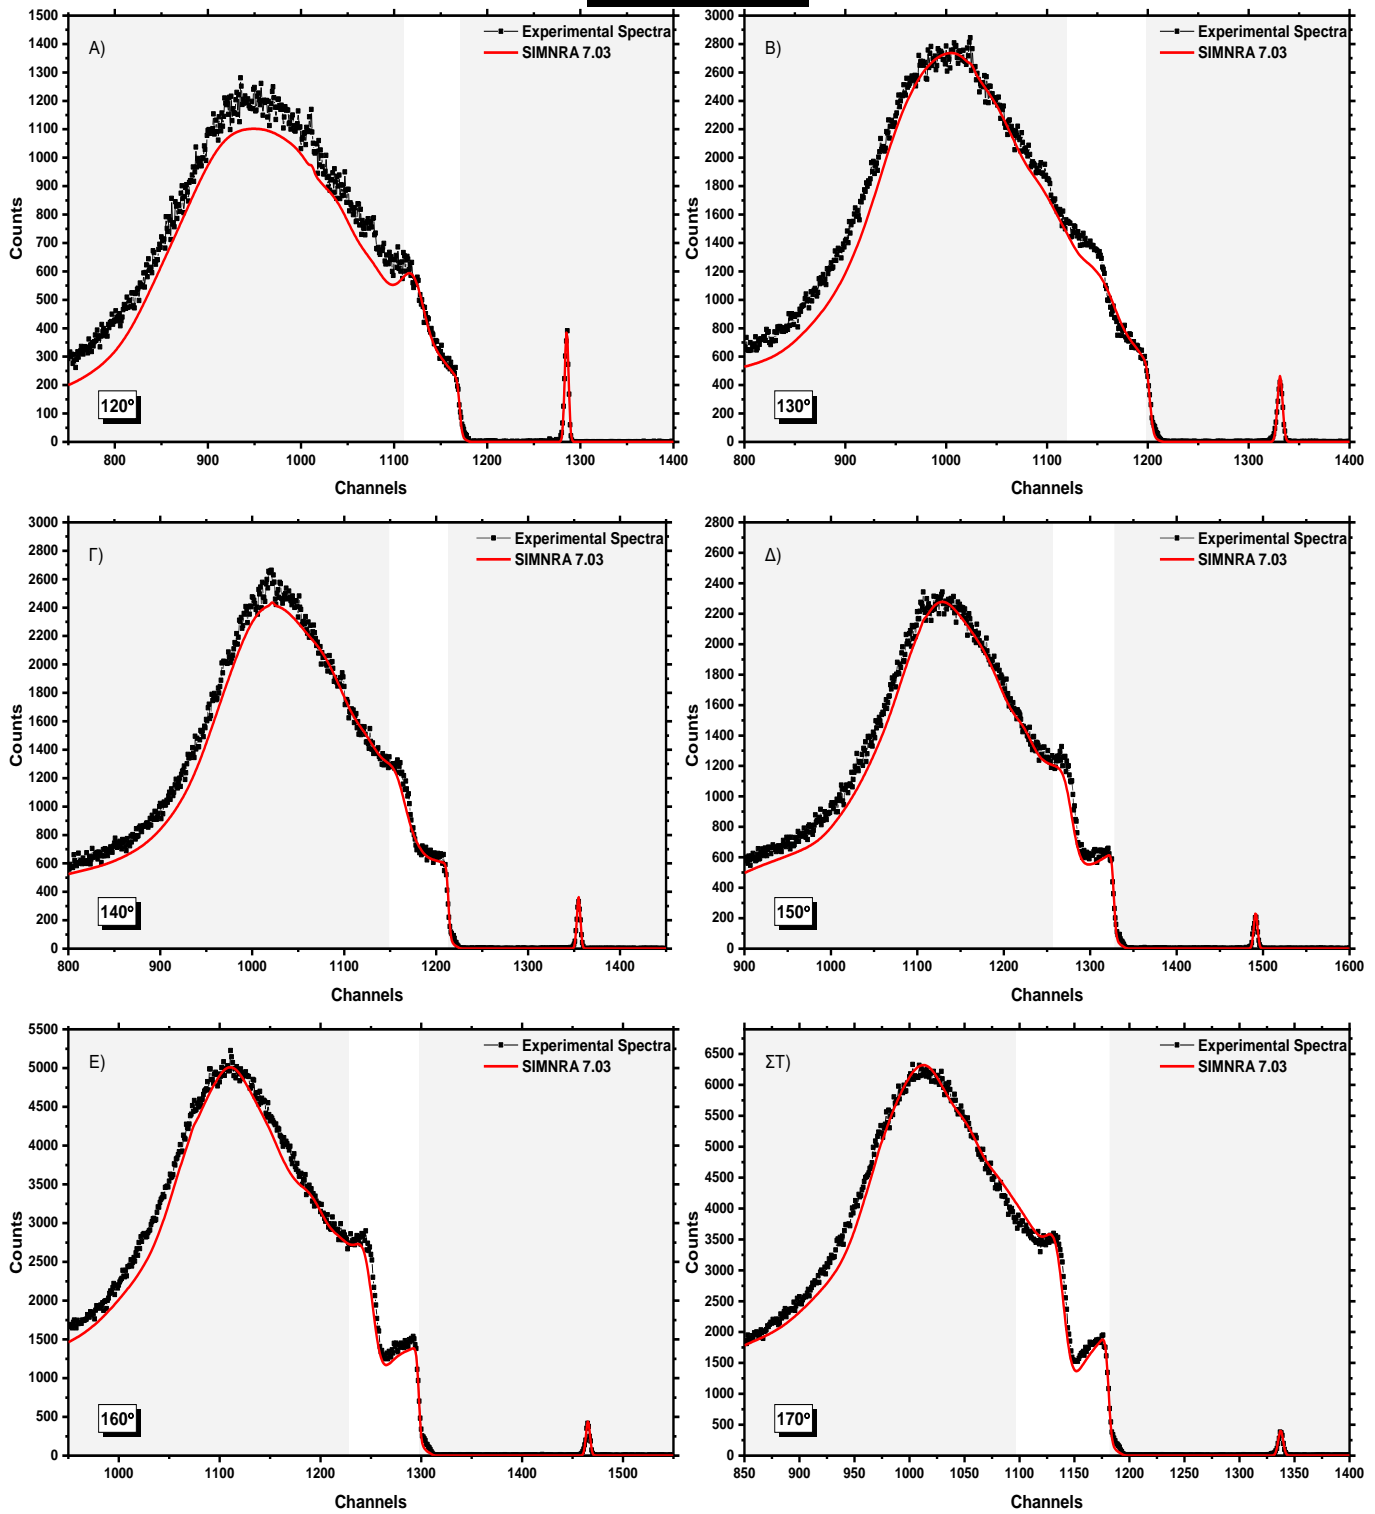 A)
Experimental Spectra
SIMNRA 7.03
1500
1400
1300
1200
1100
1000
900
800
700
600
500
400
300
200
100
0
Counts
120°
800 900 1000 1100 1200 1300 1400
Channels
B)
Experimental Spectra
SIMNRA 7.03
3000
2800
2600
2400
2200
2000
1800
1600
1400
1200
1000
800
600
400
200
0
Counts
130°
800 900 1000 1100 1200 1300 1400
Channels
Γ)
Experimental Spectra
SIMNRA 7.03
3000
2800
2600
2400
2200
2000
1800
1600
1400
1200
1000
800
600
400
200
0
Counts
140°
800 900 1000 1100 1200 1300 1400
Channels
Δ)
Experimental Spectra
SIMNRA 7.03
2800
2600
2400
2200
2000
1800
1600
1400
1200
1000
800
600
400
200
0
Counts
150°
900 1000 1100 1200 1300 1400 1500 1600
Channels
E)
Experimental Spectra
SIMNRA 7.03
5500
5000
4500
4000
3500
3000
2500
2000
1500
1000
500
0
Counts
160°
1000 1100 1200 1300 1400 1500
Channels
ΣΤ)
Experimental Spectra
SIMNRA 7.03
6500
6000
5500
5000
4500
4000
3500
3000
2500
2000
1500
1000
500
0
Counts
170°
850 900 950 1000 1050 1100 1150 1200 1250 1300 1350 1400
Channels